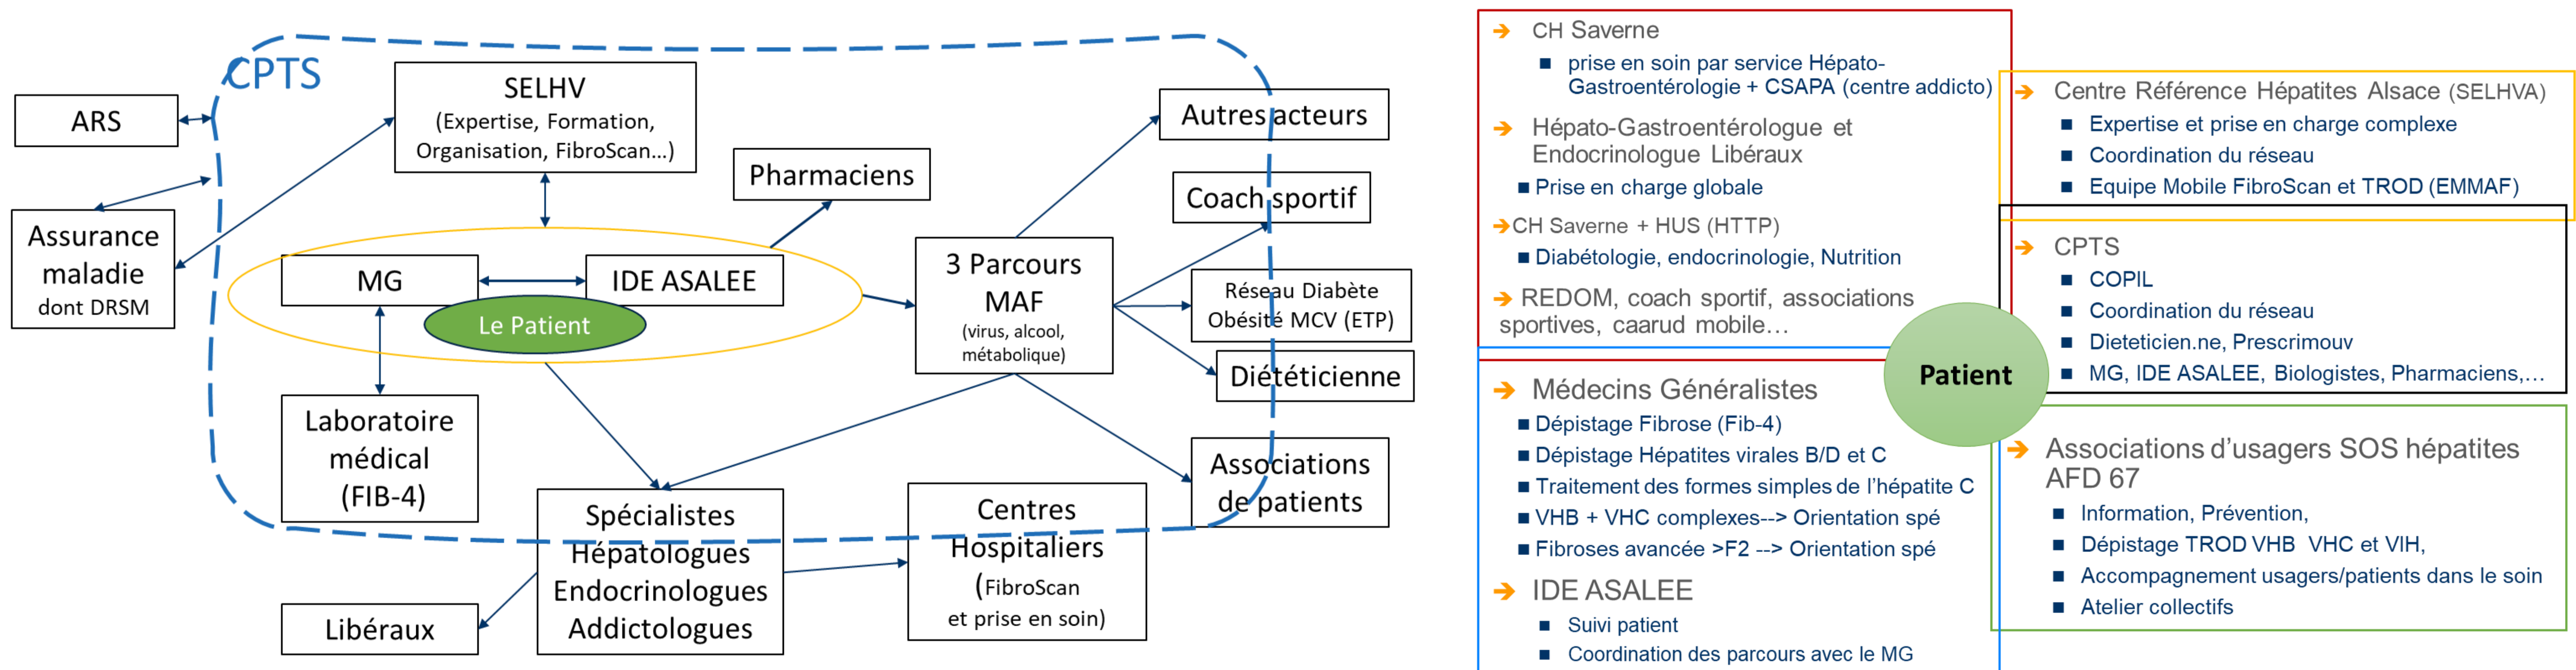 CPTS
ARS
SELHV
(Expertise, Formation,
Organisation, FibroScan...)
Assurance
maladie
dont DRSM
Pharmaciens
MG
IDE ASALEE
Le Patient
Laboratoire
médical
(FIB-4)
3 Parcours
MAF
(virus, alcool,
métabolique)
Autres acteurs
Coach sportif
Réseau Diabète
Obésité MCV (ETP)
Diététicienne
Associations
de patients
Spécialistes
Hépatologues
Endocrinologues
Addictologues
Centres
Hospitaliers
(FibroScan
et prise en soin)
Libéraux
➔ CH Saverne
■ prise en soin par service Hépato-
Gastroentérologie + CSAPA (centre addicto)
➔ Hépato-Gastroentérologue et
Endocrinologue Libéraux
■ Prise en charge globale
➔ CH Saverne + HUS (HTTP)
■ Diabétologie, endocrinologie, Nutrition
➔ REDOM, coach sportif, associations
sportives, caarud mobile…
➔ Médecins Généralistes
■ Dépistage Fibrose (Fib-4)
■ Dépistage Hépatites virales B/D et C
■ Traitement des formes simples de l’hépatite C
■ VHB + VHC complexes--> Orientation spé
■ Fibroses avancée >F2 --> Orientation spé
➔ IDE ASALEE
■ Suivi patient
■ Coordination des parcours avec le MG
Patient
➔ Centre Référence Hépatites Alsace (SELHVA)
■ Expertise et prise en charge complexe
■ Coordination du réseau
■ Equipe Mobile FibroScan et TROD (EMMAF)
➔ CPTS
■ COPIL
■ Coordination du réseau
■ Dieteticien.ne, Prescrimouv
■ MG, IDE ASALEE, Biologistes, Pharmaciens,…
➔ Associations d’usagers SOS hépatites
AFD 67
■ Information, Prévention,
■ Dépistage TROD VHB VHC et VIH,
■ Accompagnement usagers/patients dans le soin
■ Atelier collectifs